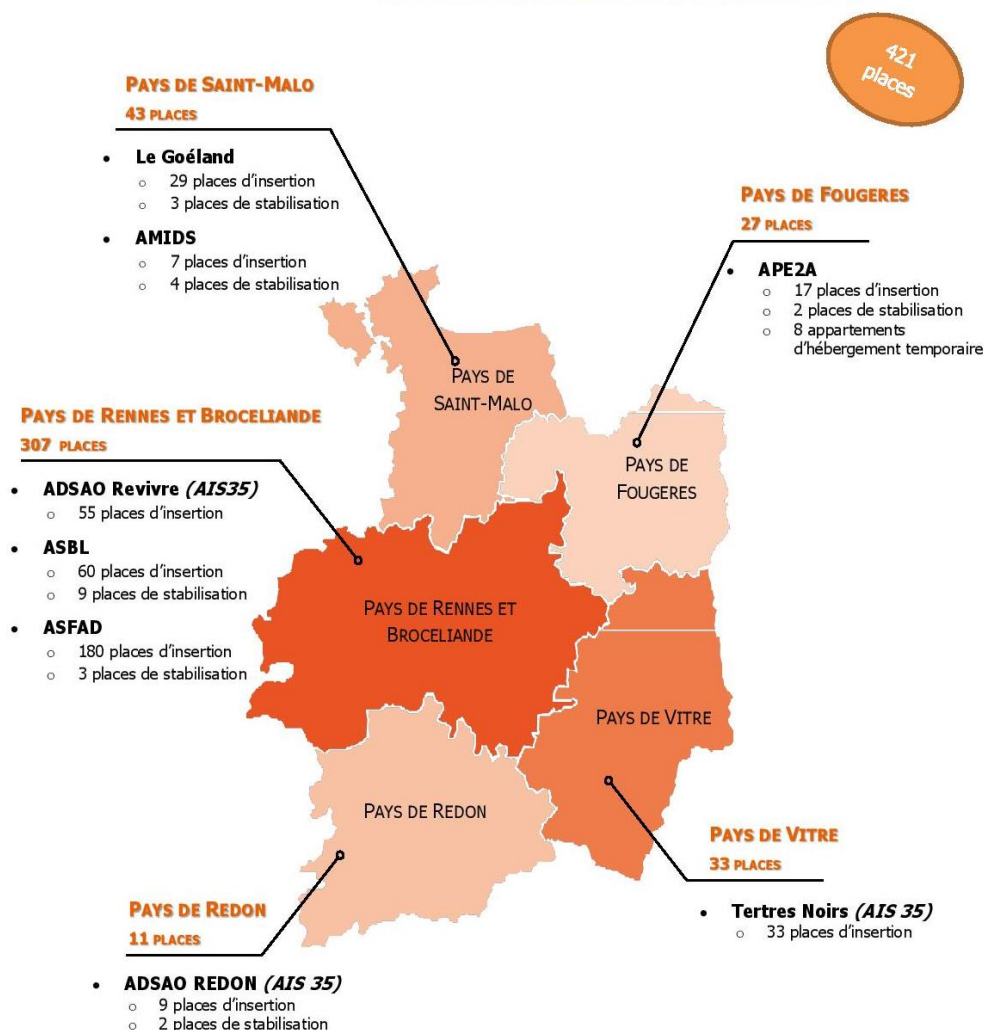 421
places
PAYS DE SAINT-MALO
43 PLACES
• Le Goéland
o 29 places d'insertion
o 3 places de stabilisation
• AMIDS
o 7 places d'insertion
o 4 places de stabilisation
PAYS DE FOUGERES
27 PLACES
• APE2A
o 17 places d'insertion
o 2 places de stabilisation
o 8 appartements
d'hébergement temporaire
PAYS DE
SAINT-MALO
PAYS DE
FOUGERES
PAYS DE RENNES ET BROCELIANDE
307 PLACES
• ADSAO Revivre (AIS35)
o 55 places d'insertion
• ASBL
o 60 places d'insertion
o 9 places de stabilisation
• ASFAD
o 180 places d'insertion
o 3 places de stabilisation
PAYS DE RENNES ET
BROCELIANDE
PAYS DE VITRE
PAYS DE REDON
PAYS DE VITRE
33 PLACES
• Tertres Noirs (AIS 35)
o 33 places d'insertion
PAYS DE REDON
11 PLACES
• ADSAO REDON (AIS 35)
o 9 places d'insertion
o 2 places de stabilisation